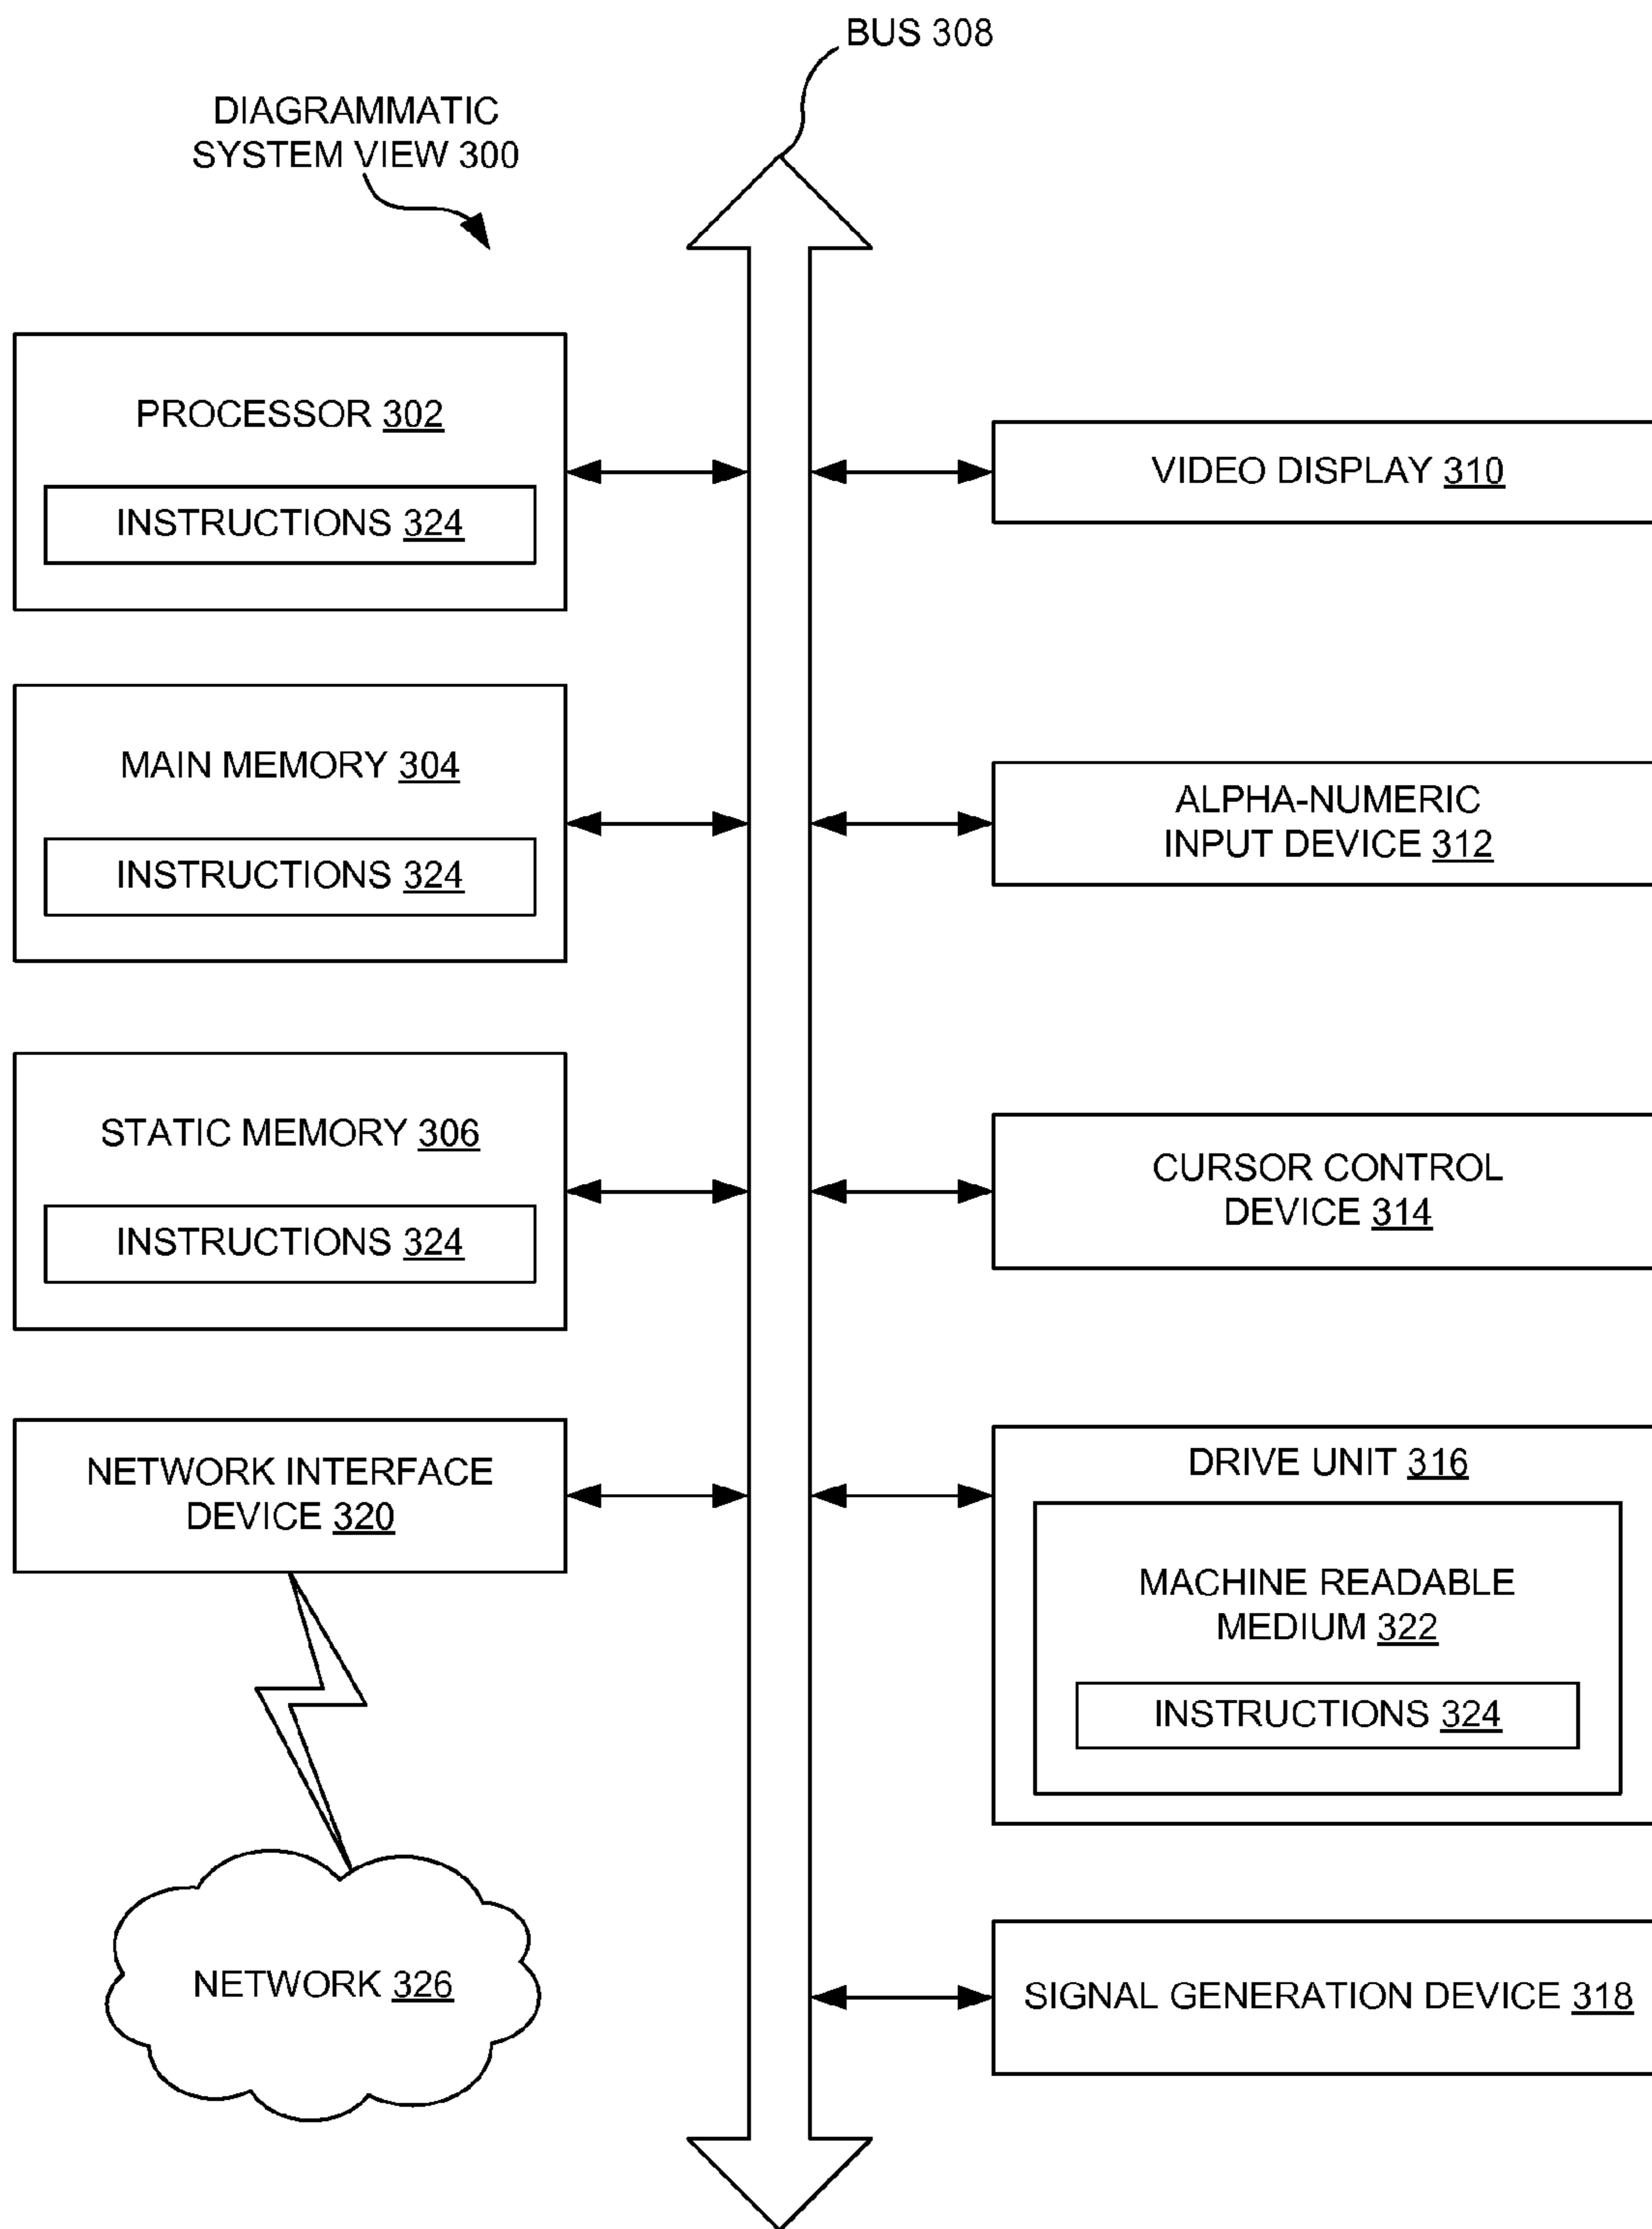 BUS 308
DIAGRAMMATIC
SYSTEM VIEW 300
PROCESSOR 302
INSTRUCTIONS 324
VIDEO DISPLAY 310
MAIN MEMORY 304
INSTRUCTIONS 324
ALPHA-NUMERIC
INPUT DEVICE 312
STATIC MEMORY 306
INSTRUCTIONS 324
CURSOR CONTROL
DEVICE 314
NETWORK INTERFACE
DEVICE 320
DRIVE UNIT 316
MACHINE READABLE
MEDIUM 322
INSTRUCTIONS 324
NETWORK 326
SIGNAL GENERATION DEVICE 318